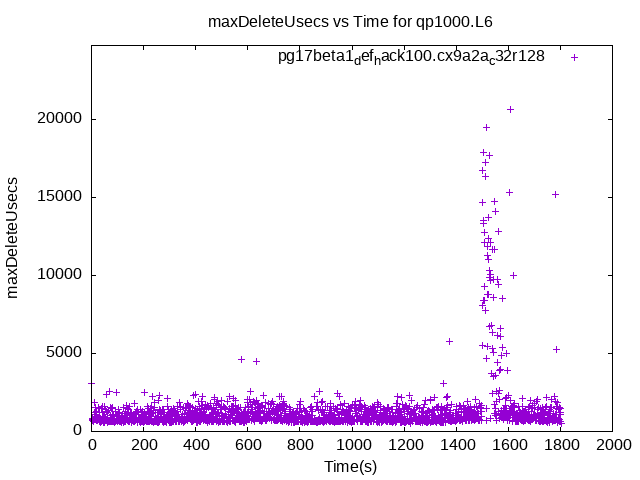 maxDeleteUsecs vs Time for qp1000.L6
pg17beta1def_hack100.cx9a2a_c32r128
maxDeleteUsecs
20000
15000
10000
5000
0
0 200 400 600 800 1000 1200 1400 1600 1800 2000
Time(s)